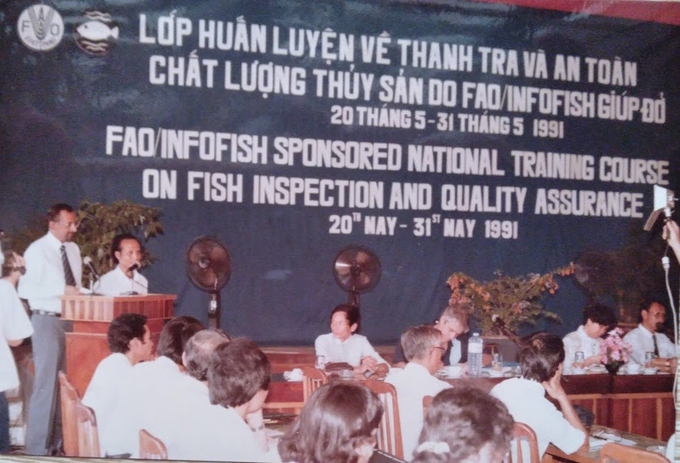 F A O
LỚP HUẤN LUYỆN VỀ THANH TRA VÀ AN TOÀN
CHẤT LƯỢNG THỦY SẢN DO FAO/INFOFISH GIÚP ĐỠ
20 THÁNG 5-31 THÁNG 5 1991
FAO/INFOFISH SPONSORED NATIONAL TRAINING COURSE
ON FISH INSPECTION AND QUALITY ASSURANCE
20TH NAY - 31ST NAY 1991